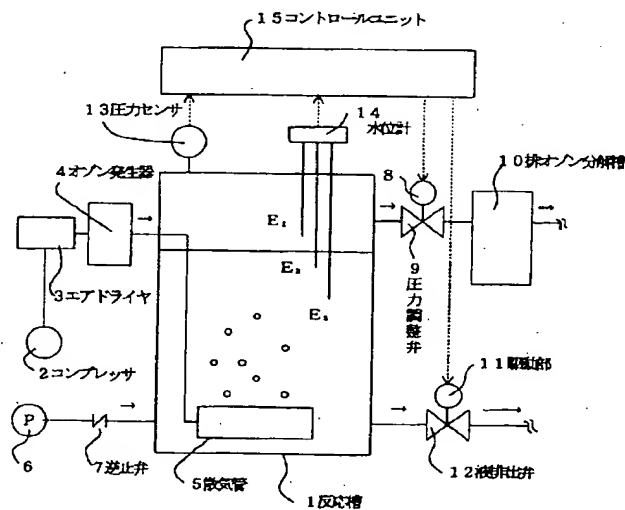 15コントロールユニット
13圧力センサ
14
水位計
4オゾン発生器
8
10排オゾン分解槽
E₁
E₂
E₃
9圧力調整弁
3エアドライヤ
2コンプレッサ
11駆動部
P
6
7逆止弁
5散気管
1反応槽
12液排出弁